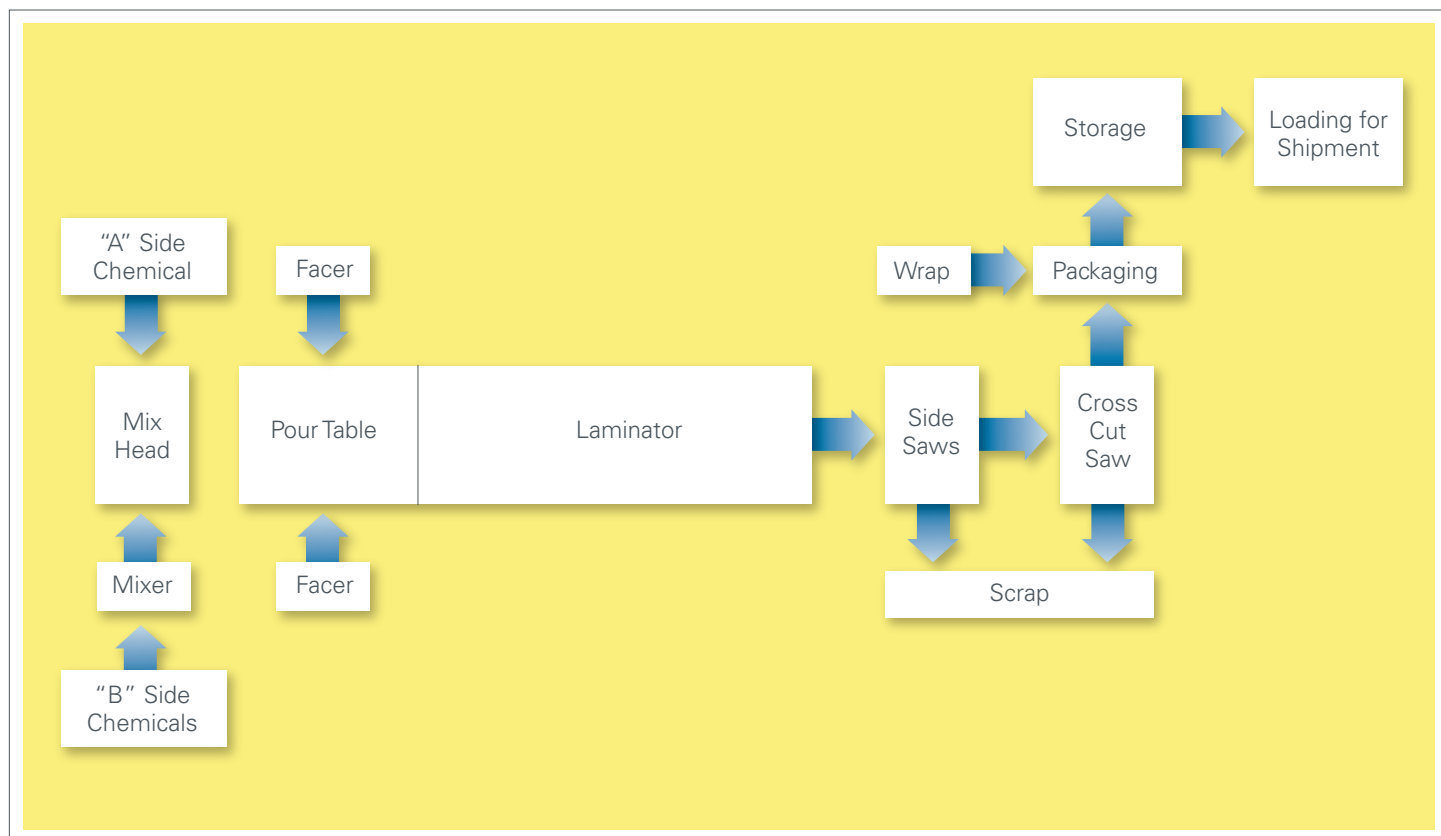 Storage
Loading for
Shipment
“A” Side
Chemical
Facer
Wrap
Packaging
Mix
Head
Pour Table
Laminator
Side
Saws
Cross
Cut
Saw
Mixer
Facer
Scrap
“B” Side
Chemicals